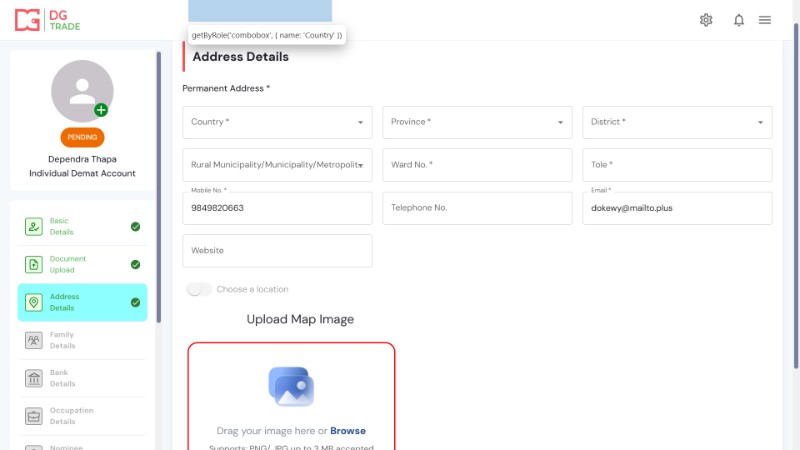 DG
TRADE
getByRole('combobox', { name: 'Country' })
Address Details
Permanent Address *
PENDING
Dependra Thapa
Individual Demat Account
Country *
Province *
District *
Rural Municipality/Municipality/Metropolit
Ward No. *
Tole *
Mobile No. *
9849820663
Telephone No.
Email *
dokewy@mailto.plus
Website
Choose a location
Upload Map Image
Drag your image here or Browse
Supports: PNG/ JPG up to 3 MB accepted
Basic
Details
Document
Upload
Address
Details
Family
Details
Bank
Details
Occupation
Details
Nominee